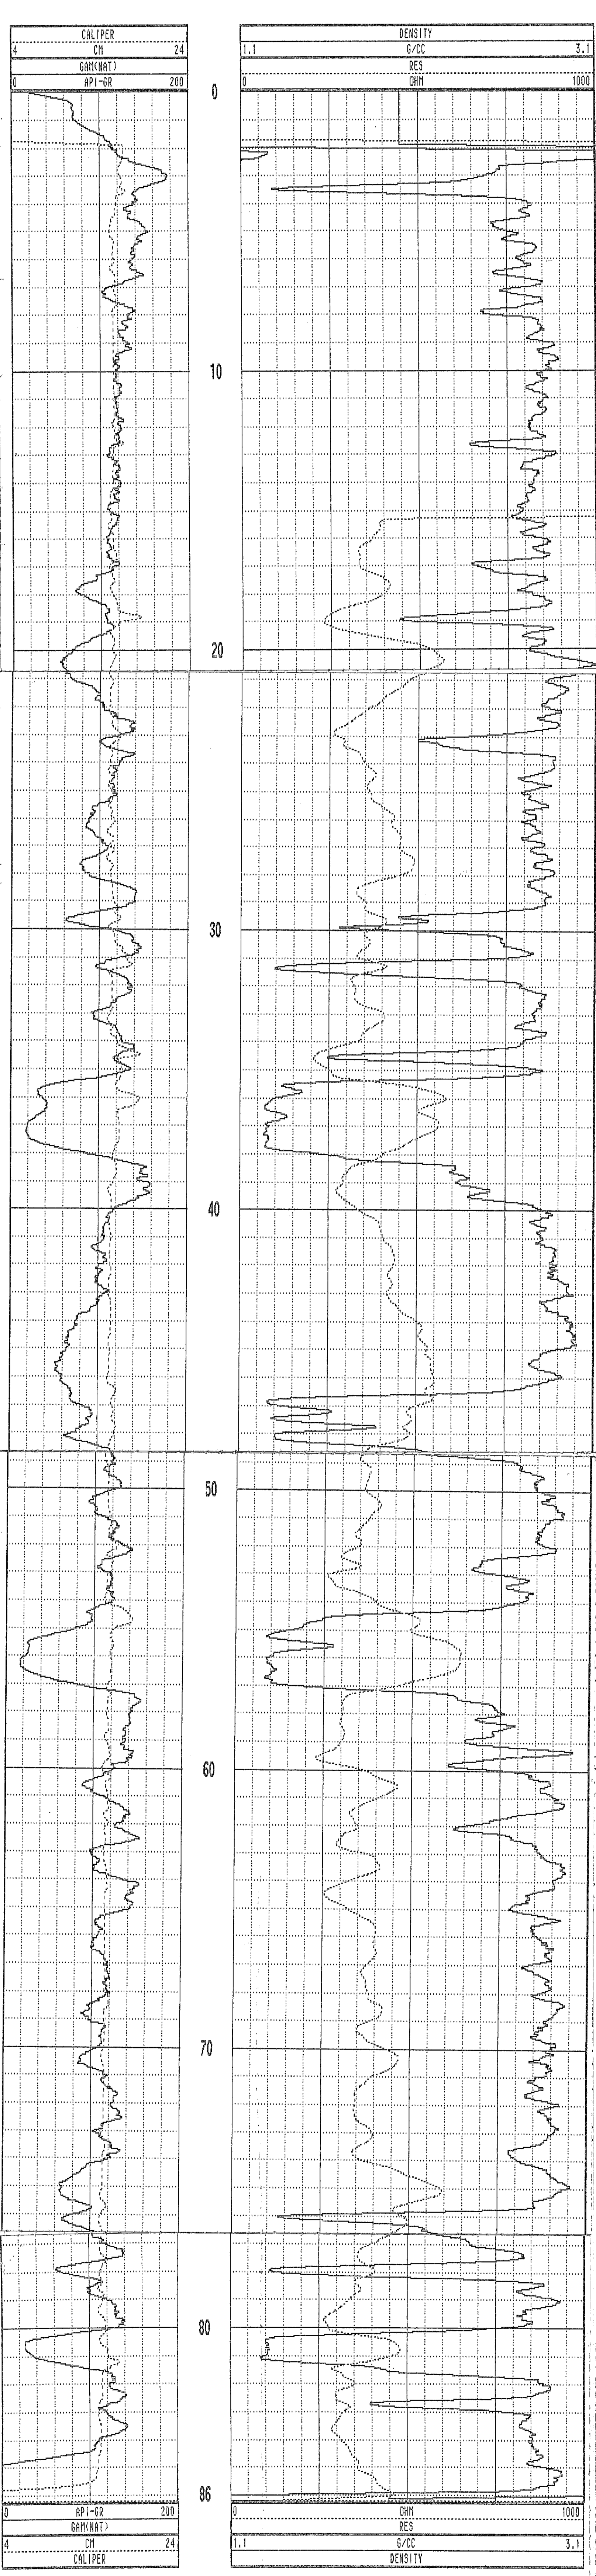 CALIPER
4 CM 24
GAM(NAT)
0 API-GR 200
DENSITY
1.1 G/CC 3.1
RES
0 OHM 1000
0
10
20
30
40
50
60
70
80
86
0 API-GR 200
GAM(NAT)
4 CM 24
CALIPER
0 OHM 1000
RES
1.1 G/CC 3.1
DENSITY